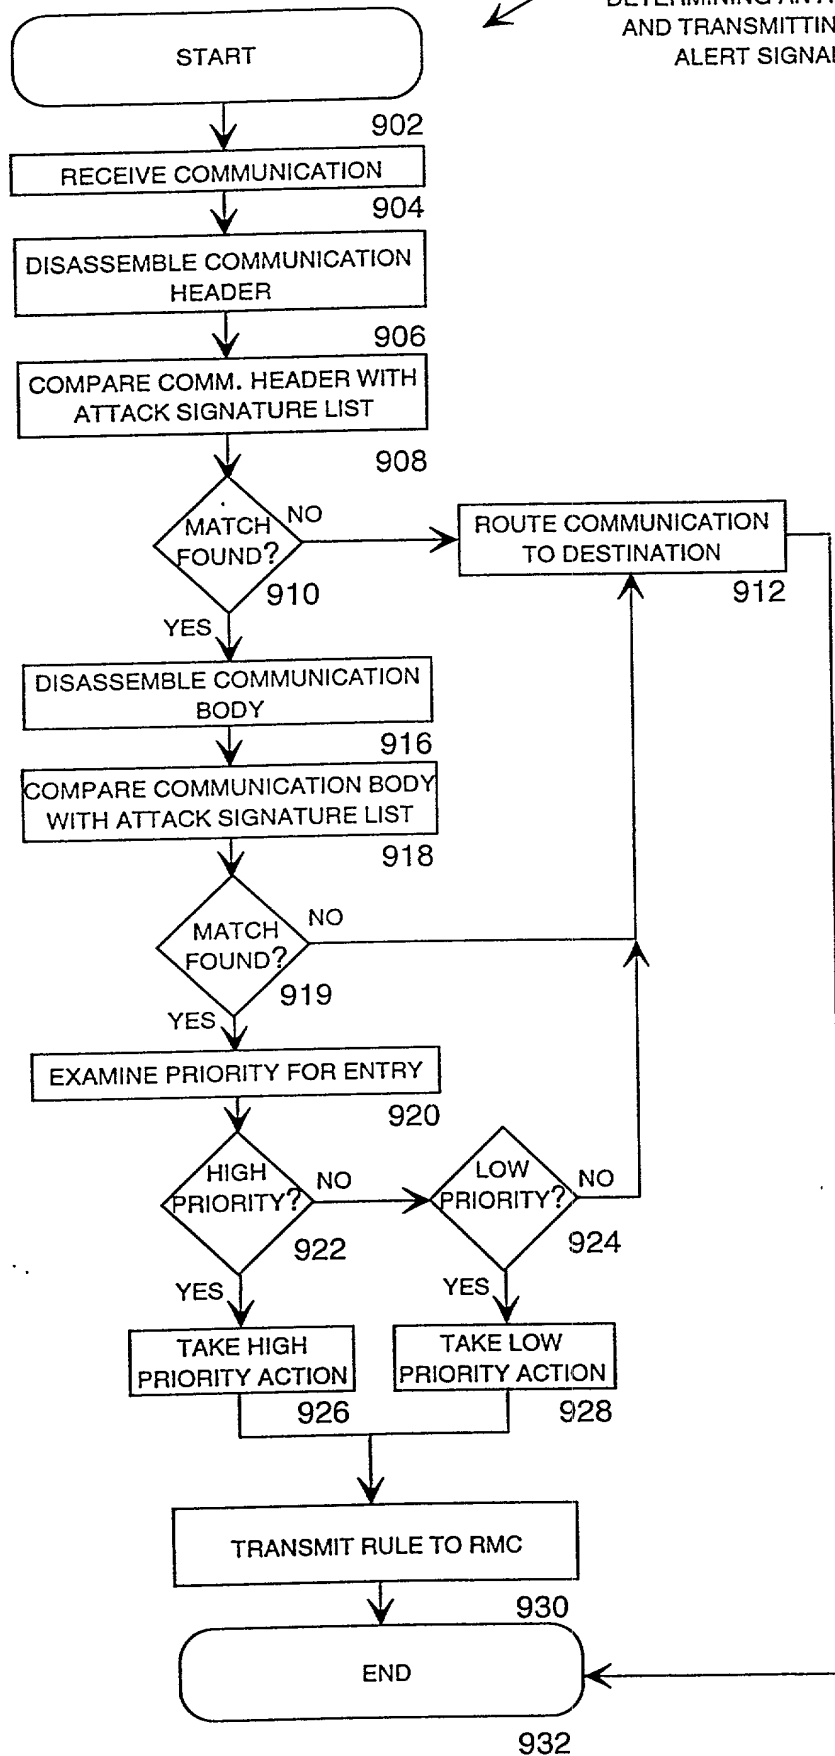 AND TRANSMITTIN
ALERT SIGNAL
START
902
RECEIVE COMMUNICATION
904
DISASSEMBLE COMMUNICATION
HEADER
906
COMPARE COMM. HEADER WITH
ATTACK SIGNATURE LIST
908
MATCH
FOUND?
NO
910
YES
ROUTE COMMUNICATION
TO DESTINATION
912
DISASSEMBLE COMMUNICATION
BODY
916
COMPARE COMMUNICATION BODY
WITH ATTACK SIGNATURE LIST
918
MATCH
FOUND?
NO
919
YES
EXAMINE PRIORITY FOR ENTRY
920
HIGH
PRIORITY?
NO
922
YES
LOW
PRIORITY?
NO
924
YES
TAKE HIGH
PRIORITY ACTION
926
TAKE LOW
PRIORITY ACTION
928
TRANSMIT RULE TO RMC
930
END
932